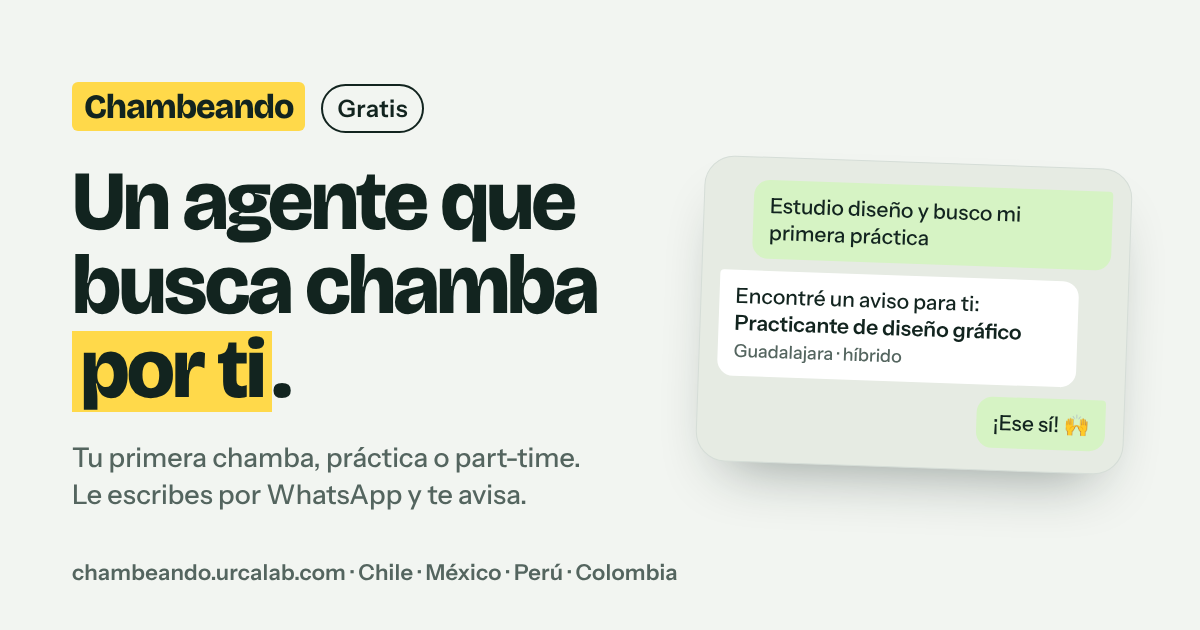 Chambeando
Gratis
Un agente que
busca chamba
por ti.
Tu primera chamba, práctica o part-time.
Le escribes por WhatsApp y te avisa.
chambeando.urcalab.com · Chile · México · Perú · Colombia
Estudio diseño y busco mi
primera práctica
Encontré un aviso para ti:
Practicante de diseño gráfico
Guadalajara · híbrido
¡Ese sí! 🙌